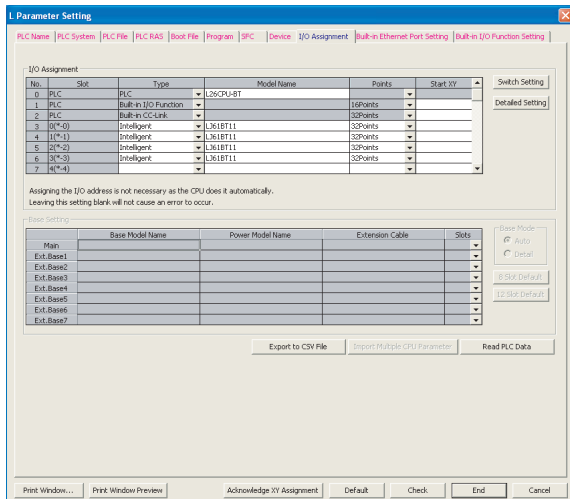 L Parameter Setting
PLC Name PLC System PLC File PLC RAS Boot File Program SFC Device I/O Assignment Built-in Ethernet Port Setting Built-in I/O Function Setting
I/O Assignment
No. Slot Type Model Name Points Start XY
0 PLC PLC L26CPU-BT
1 PLC Built-in I/O Function 16Points
2 PLC Built-in CC-Link 32Points
3 0(*-0) Intelligent LJ61BT11 32Points
4 1(*-1) Intelligent LJ61BT11 32Points
5 2(*-2) Intelligent LJ61BT11 32Points
6 3(*-3) Intelligent LJ61BT11 32Points
7 4(*-4)
Switch Setting
Detailed Setting
Assigning the I/O address is not necessary as the CPU does it automatically.
Leaving this setting blank will not cause an error to occur.
Base Setting
Base Model Name Power Model Name Extension Cable Slots
Main
Ext.Base1
Ext.Base2
Ext.Base3
Ext.Base4
Ext.Base5
Ext.Base6
Ext.Base7
Base Mode
Auto
Detail
8 Slot Default
12 Slot Default
Export to CSV File Import Multiple CPU Parameter Read PLC Data
Print Window... Print Window Preview Acknowledge XY Assignment Default Check End Cancel